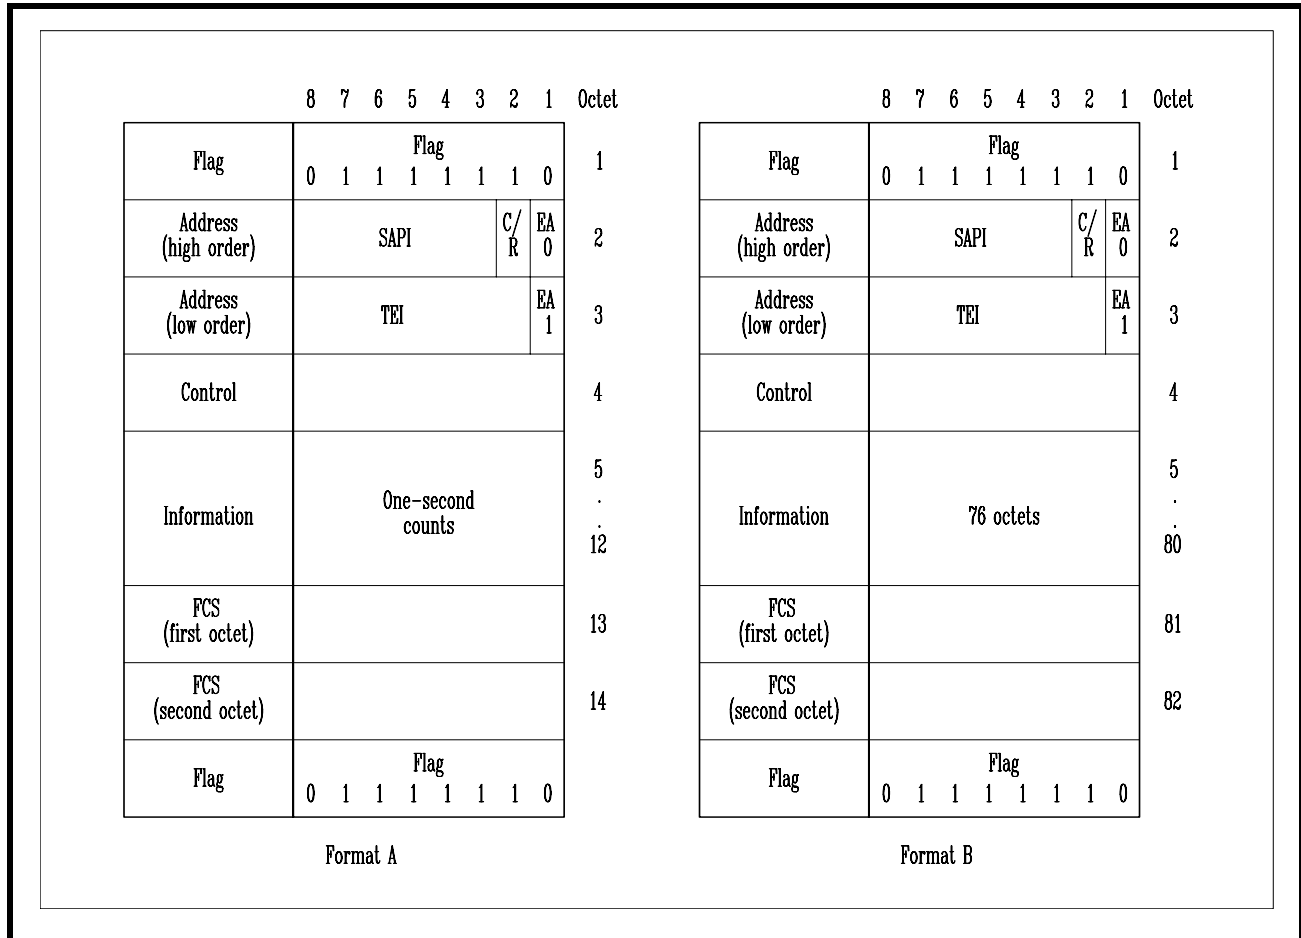 8 7 6 5 4 3 2 1 Octet
Flag
Flag
0 1 1 1 1 1 1 0
1
Address
(high order)
SAPI
C/
R
EA
0
2
Address
(low order)
TEI
EA
1
3
Control
4
Information
One-second
counts
5
.
.
12
FCS
(first octet)
13
FCS
(second octet)
14
Flag
Flag
0 1 1 1 1 1 1 0
Format A
8 7 6 5 4 3 2 1 Octet
Flag
Flag
0 1 1 1 1 1 1 0
1
Address
(high order)
SAPI
C/
R
EA
0
2
Address
(low order)
TEI
EA
1
3
Control
4
Information
76 octets
5
.
.
80
FCS
(first octet)
81
FCS
(second octet)
82
Flag
Flag
0 1 1 1 1 1 1 0
Format B